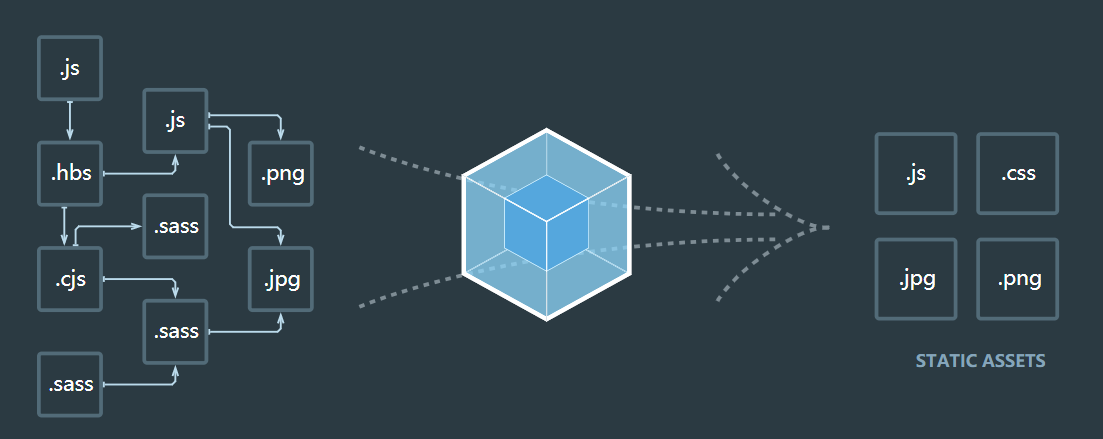 .js
.js
.hbs
.png
.sass
.cjs
.jpg
.sass
.sass
.js
.css
.jpg
.png
STATIC ASSETS